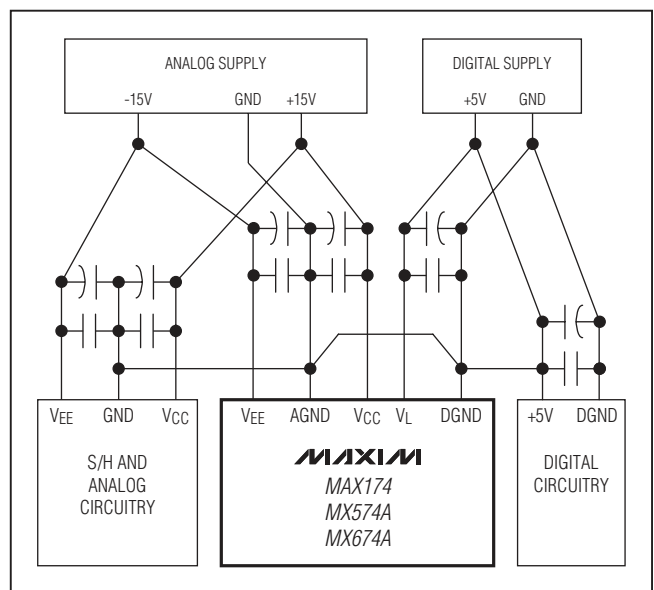 ANALOG SUPPLY
-15V GND +15V
DIGITAL SUPPLY
+5V GND
VEE GND VCC
S/H AND
ANALOG
CIRCUITRY
VEE AGND VCC VL DGND
MAXIM
MAX174
MX574A
MX674A
+5V DGND
DIGITAL
CIRCUITRY